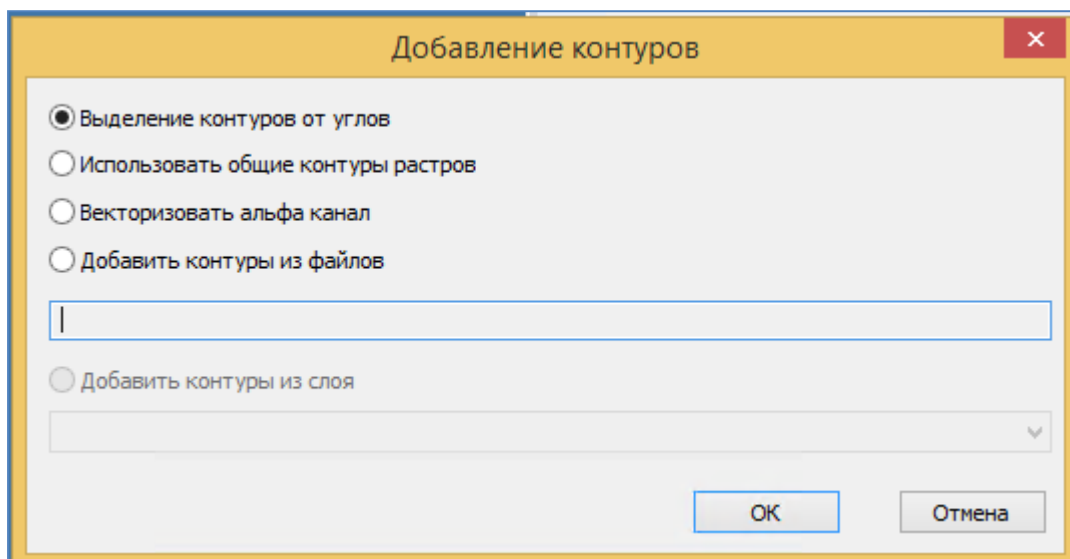 Добавление контуров
Выделение контуров от углов
Использовать общие контуры растров
Векторизовать альфа канал
Добавить контуры из файлов
Добавить контуры из слоя
ОК
Отмена